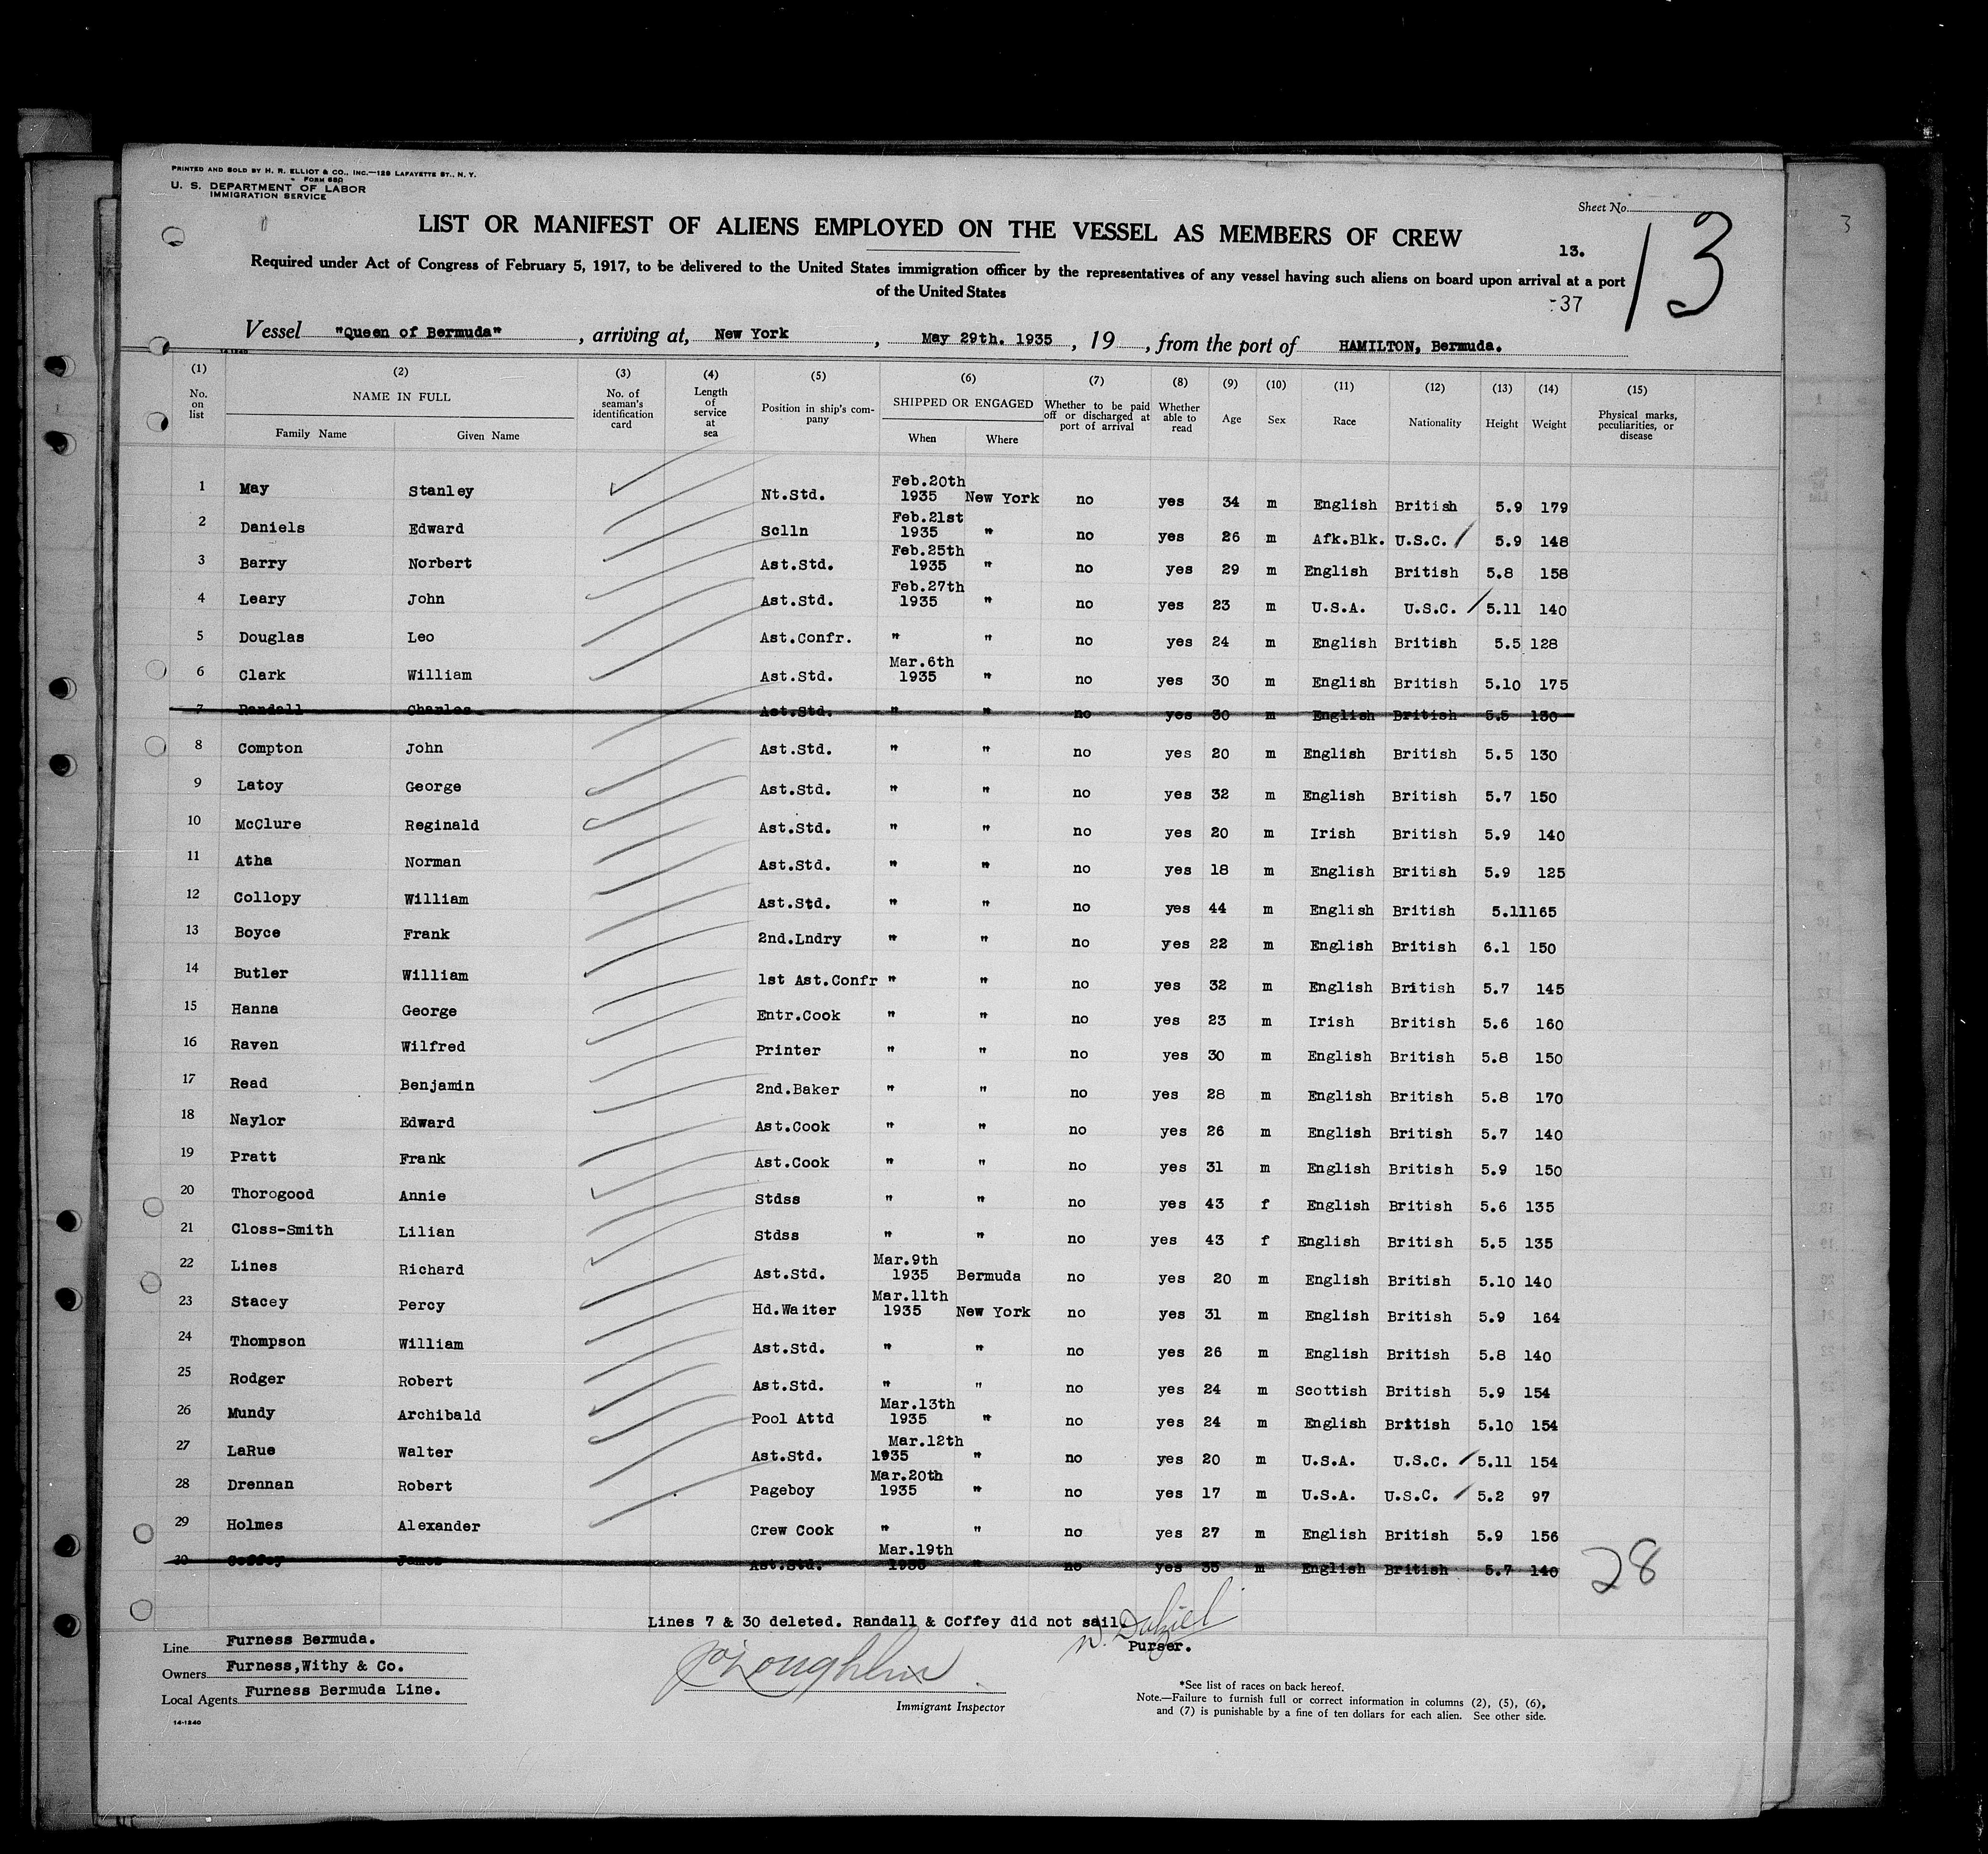 PRINTED AND SOLD BY H. R. ELLIOT & CO., INC.—129 LAFAYETTE ST., N. Y.
FORM 680
U. S. DEPARTMENT OF LABOR
IMMIGRATION SERVICE
Sheet No.
LIST OR MANIFEST OF ALIENS EMPLOYED ON THE VESSEL AS MEMBERS OF CREW
13.
13
Required under Act of Congress of February 5, 1917, to be delivered to the United States immigration officer by the representatives of any vessel having such aliens on board upon arrival at a port
of the United States
-37
Vessel "Queen of Bermuda", arriving at, New York, May 29th. 1935, 19, from the port of HAMILTON, Bermuda.
14-1240
(1) (2) (3) (4) (5) (6) (7) (8) (9) (10) (11) (12) (13) (14) (15)
No. on list NAME IN FULL Family Name Given Name No. of seaman's identification card Length of service at sea Position in ship's company SHIPPED OR ENGAGED When Where Whether to be paid off or discharged at port of arrival Whether able to read Age Sex Race Nationality Height Weight Physical marks, peculiarities, or disease
1 May Stanley Nt.Std. Feb.20th 1935 New York no yes 34 m English British 5.9 179
2 Daniels Edward Sclln Feb.21st 1935 " no yes 26 m Afk.Blk. U.S.C. 5.9 148
3 Barry Norbert Ast.Std. Feb.25th 1935 " no yes 29 m English British 5.8 158
4 Leary John Ast.Std. Feb.27th 1935 " no yes 23 m U.S.A. U.S.C. 5.11 140
5 Douglas Leo Ast.Confr. " " no yes 24 m English British 5.5 128
6 Clark William Ast.Std. Mar.6th 1935 " no yes 30 m English British 5.10 175
7 Randall Charles Ast.Std. " " no yes 30 m English British 5.5 130
8 Compton John Ast.Std. " " no yes 20 m English British 5.5 130
9 Latoy George Ast.Std. " " no yes 32 m English British 5.7 150
10 McClure Reginald Ast.Std. " " no yes 20 m Irish British 5.9 140
11 Atha Norman Ast.Std. " " no yes 18 m English British 5.9 125
12 Collopy William Ast.Std. " " no yes 44 m English British 5.11165
13 Boyce Frank 2nd.Lndry " " no yes 22 m English British 6.1 150
14 Butler William 1st Ast.Confr " " no yes 32 m English British 5.7 145
15 Hanna George Entr.Cook " " no yes 23 m Irish British 5.6 160
16 Raven Wilfred Printer " " no yes 30 m English British 5.8 150
17 Read Benjamin 2nd.Baker " " no yes 28 m English British 5.8 170
18 Naylor Edward Ast.Cook " " no yes 26 m English British 5.7 140
19 Pratt Frank Ast.Cook " " no yes 31 m English British 5.9 150
20 Thorogood Annie Stdss " " no yes 43 f English British 5.6 135
21 Closs-Smith Lilian Stdss " " no yes 43 f English British 5.5 135
22 Lines Richard Ast.Std. Mar.9th 1935 Bermuda no yes 20 m English British 5.10 140
23 Stacey Percy Hd.Waiter Mar.11th 1935 New York no yes 31 m English British 5.9 164
24 Thompson William Ast.Std. " " no yes 26 m English British 5.8 140
25 Rodger Robert Ast.Std. " " no yes 24 m Scottish British 5.9 154
26 Mundy Archibald Pool Attd Mar.13th 1935 " no yes 24 m English British 5.10 154
27 LaRue Walter Ast.Std. Mar.12th 1935 " no yes 20 m U.S.A. U.S.C. 5.11 154
28 Drennan Robert Pageboy Mar.20th 1935 " no yes 17 m U.S.A. U.S.C. 5.2 97
29 Holmes Alexander Crew Cook " " no yes 27 m English British 5.9 156
30 Coffey James Ast.Std. Mar.19th 1935 " no yes 35 m English British 5.7 140
28
Lines 7 & 30 deleted. Randall & Coffey did not sail.
Line Furness Bermuda.
Purser.
Owners Furness,Withy & Co.
Local Agents Furness Bermuda Line.
Immigrant Inspector
*See list of races on back hereof.
Note.—Failure to furnish full or correct information in columns (2), (5), (6), and (7) is punishable by a fine of ten dollars for each alien. See other side.
14-1240